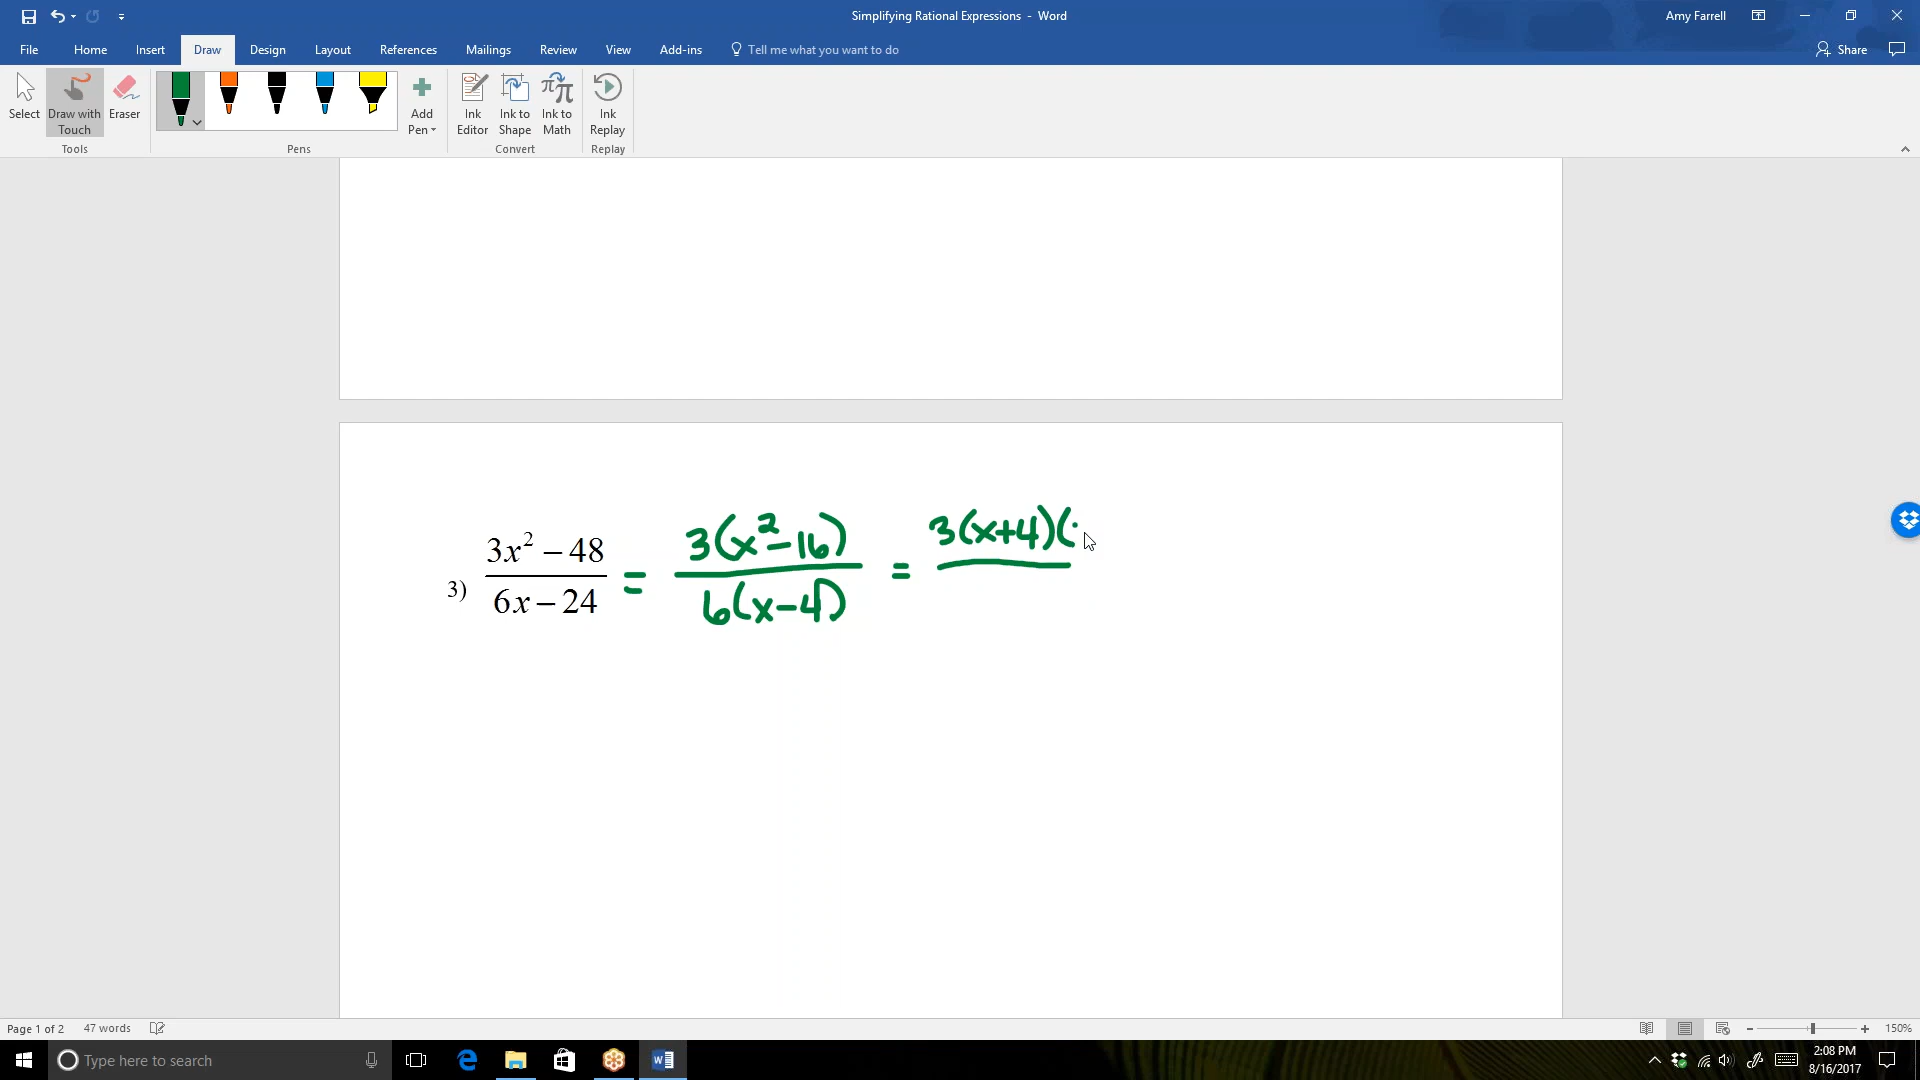 Simplifying Rational Expressions - Word
Amy Farrell
File Home Insert Draw Design Layout References Mailings Review View Add-ins Tell me what you want to do
Share
Select Draw with Touch Eraser
Add Pen
Ink Editor Ink to Shape Ink to Math Ink Replay
Tools Pens Convert Replay
3) 3x² – 48 / 6x – 24 = 3(x²–16) / 6(x–4) = 3(x+4)(
Page 1 of 2 47 words 150%
Type here to search
2:08 PM
8/16/2017